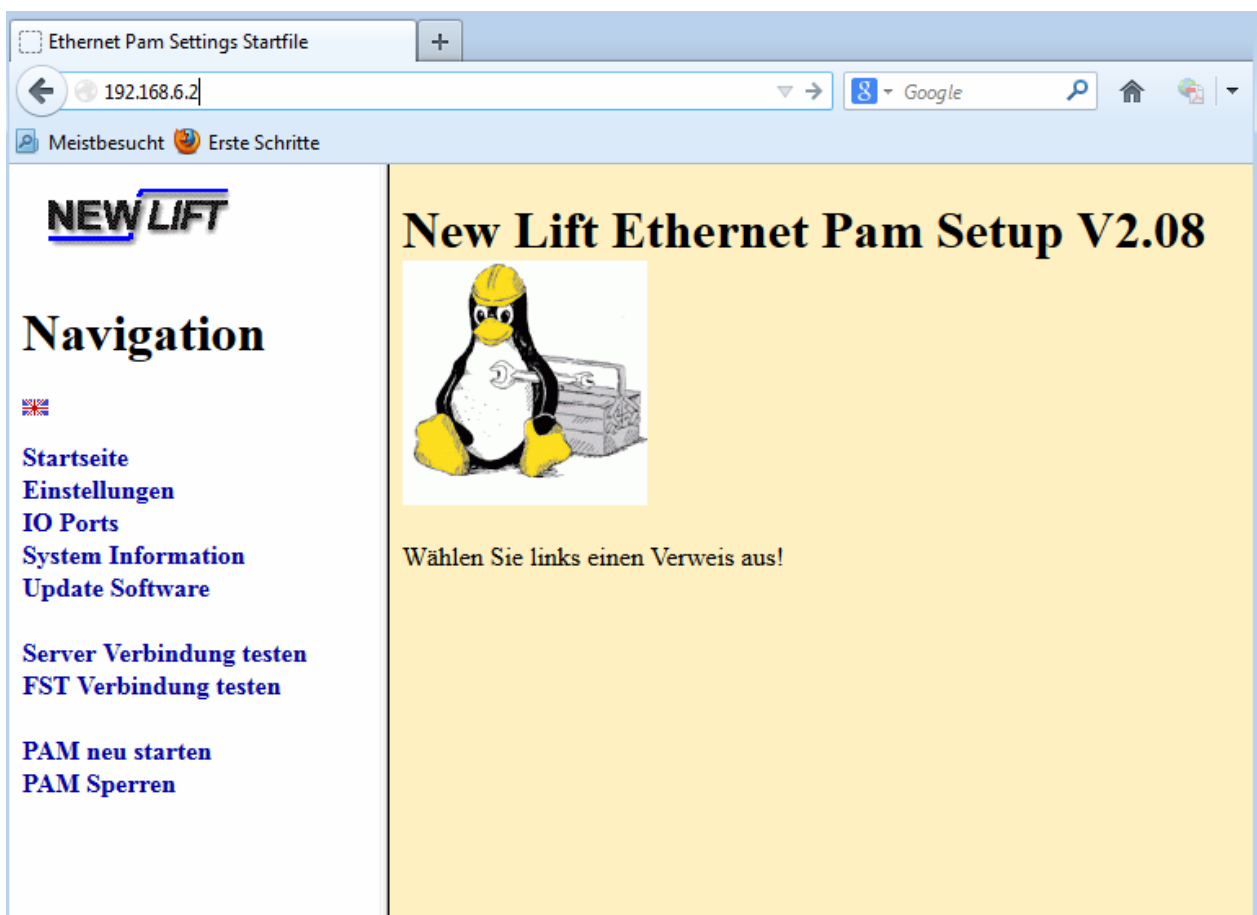 Ethernet Pam Settings Startfile
192.168.6.2
Google
Meistbesucht Erste Schritte
NEW LIFT
Navigation
Startseite
Einstellungen
IO Ports
System Information
Update Software
Server Verbindung testen
FST Verbindung testen
PAM neu starten
PAM Sperren
New Lift Ethernet Pam Setup V2.08
Wählen Sie links einen Verweis aus!